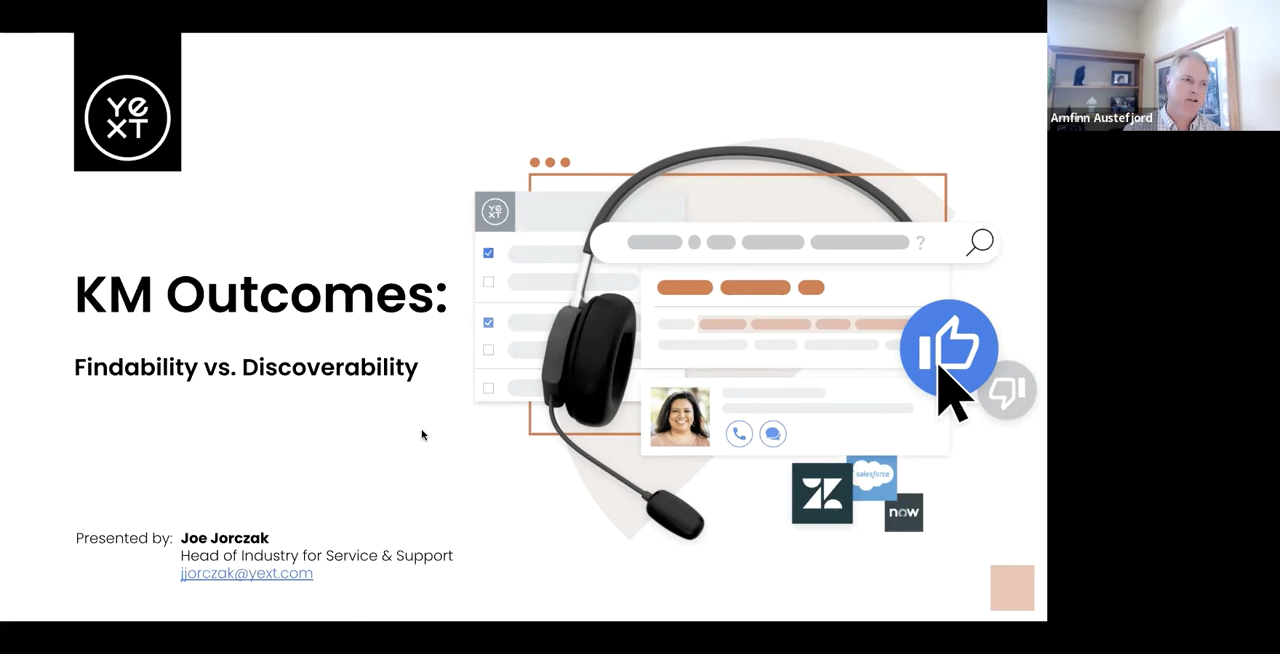 YEXT
Arnfinn Austefjord
YEXT
?
KM Outcomes:
Findability vs. Discoverability
salesforce
now
Presented by: Joe Jorczak
Head of Industry for Service & Support
jjorczak@yext.com